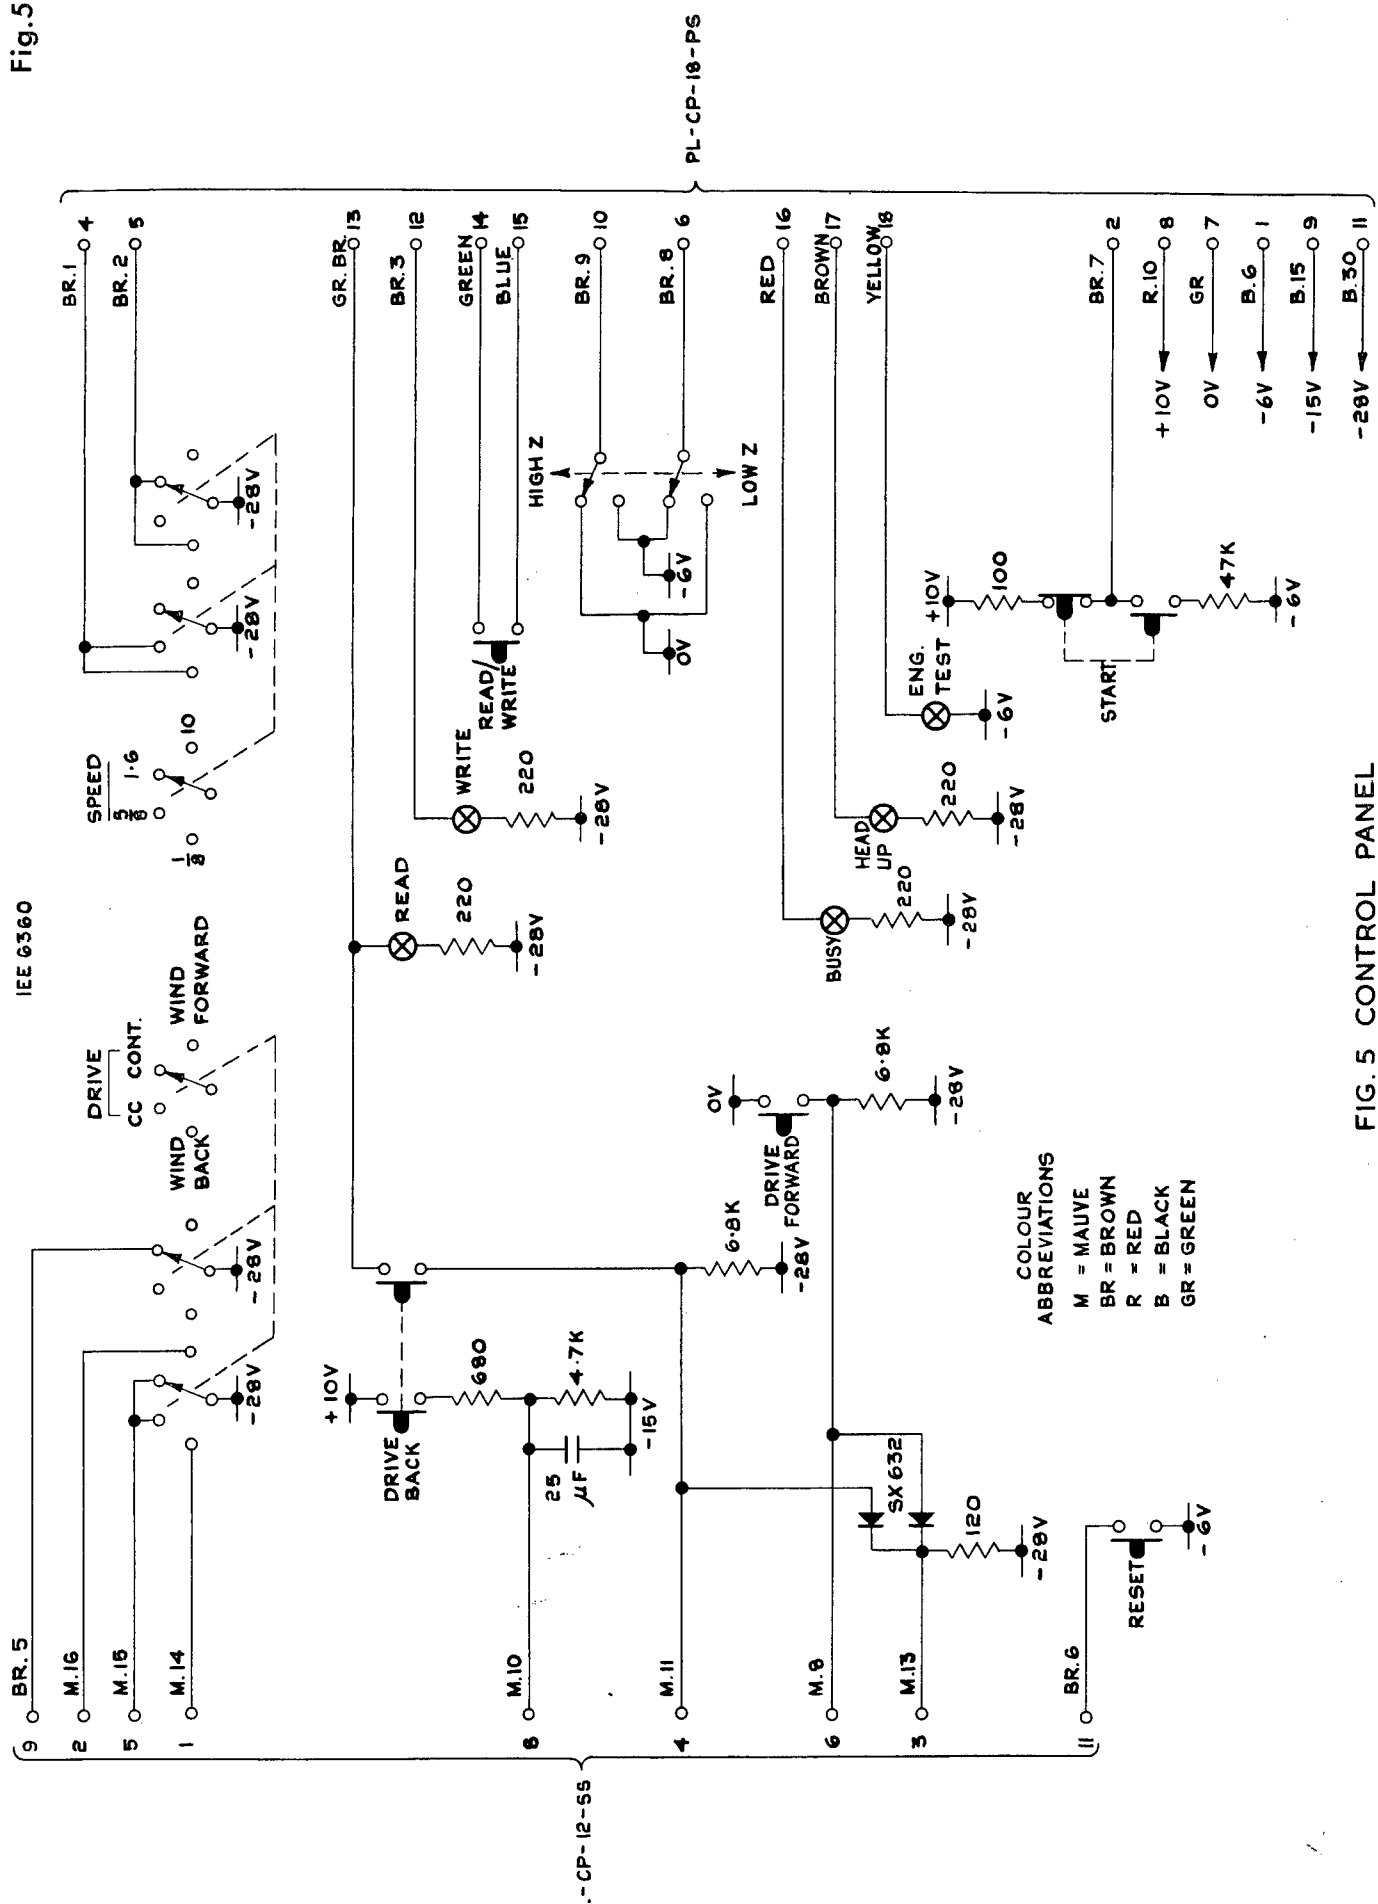 Fig.5
IEE 6360
PL-CP-18-PS
BR.1
4
BR.2
5
GR. BR.
13
BR.3
12
GREEN
14
BLUE
15
BR.9
10
BR.8
6
RED
16
BROWN
17
YELLOW
18
BR.7
2
R.10
8
+10V
GR
7
0V
B.6
1
-6V
B.15
9
-15V
B.30
11
-28V
SPEED
1/8
5/8
1·6
10
-28V
-28V
DRIVE
CC
CONT.
WIND
BACK
WIND
FORWARD
-28V
-28V
READ
220
-28V
WRITE
220
-28V
READ/
WRITE
HIGH Z
LOW Z
-6V
0V
BUSY
220
-28V
HEAD
UP
220
-28V
ENG.
TEST
-6V
+10V
100
START
47K
-6V
+10V
DRIVE
BACK
680
4·7K
25
μF
-15V
6·8K
-28V
0V
DRIVE
FORWARD
6·8K
-28V
SX 632
120
-28V
RESET
-6V
BR. 5
9
M.16
2
M.15
5
M.14
1
M.10
8
M.11
4
M.8
6
M.13
3
BR.6
11
.-CP-12-SS
COLOUR
ABBREVIATIONS
M = MAUVE
BR = BROWN
R = RED
B = BLACK
GR = GREEN
FIG. 5 CONTROL PANEL